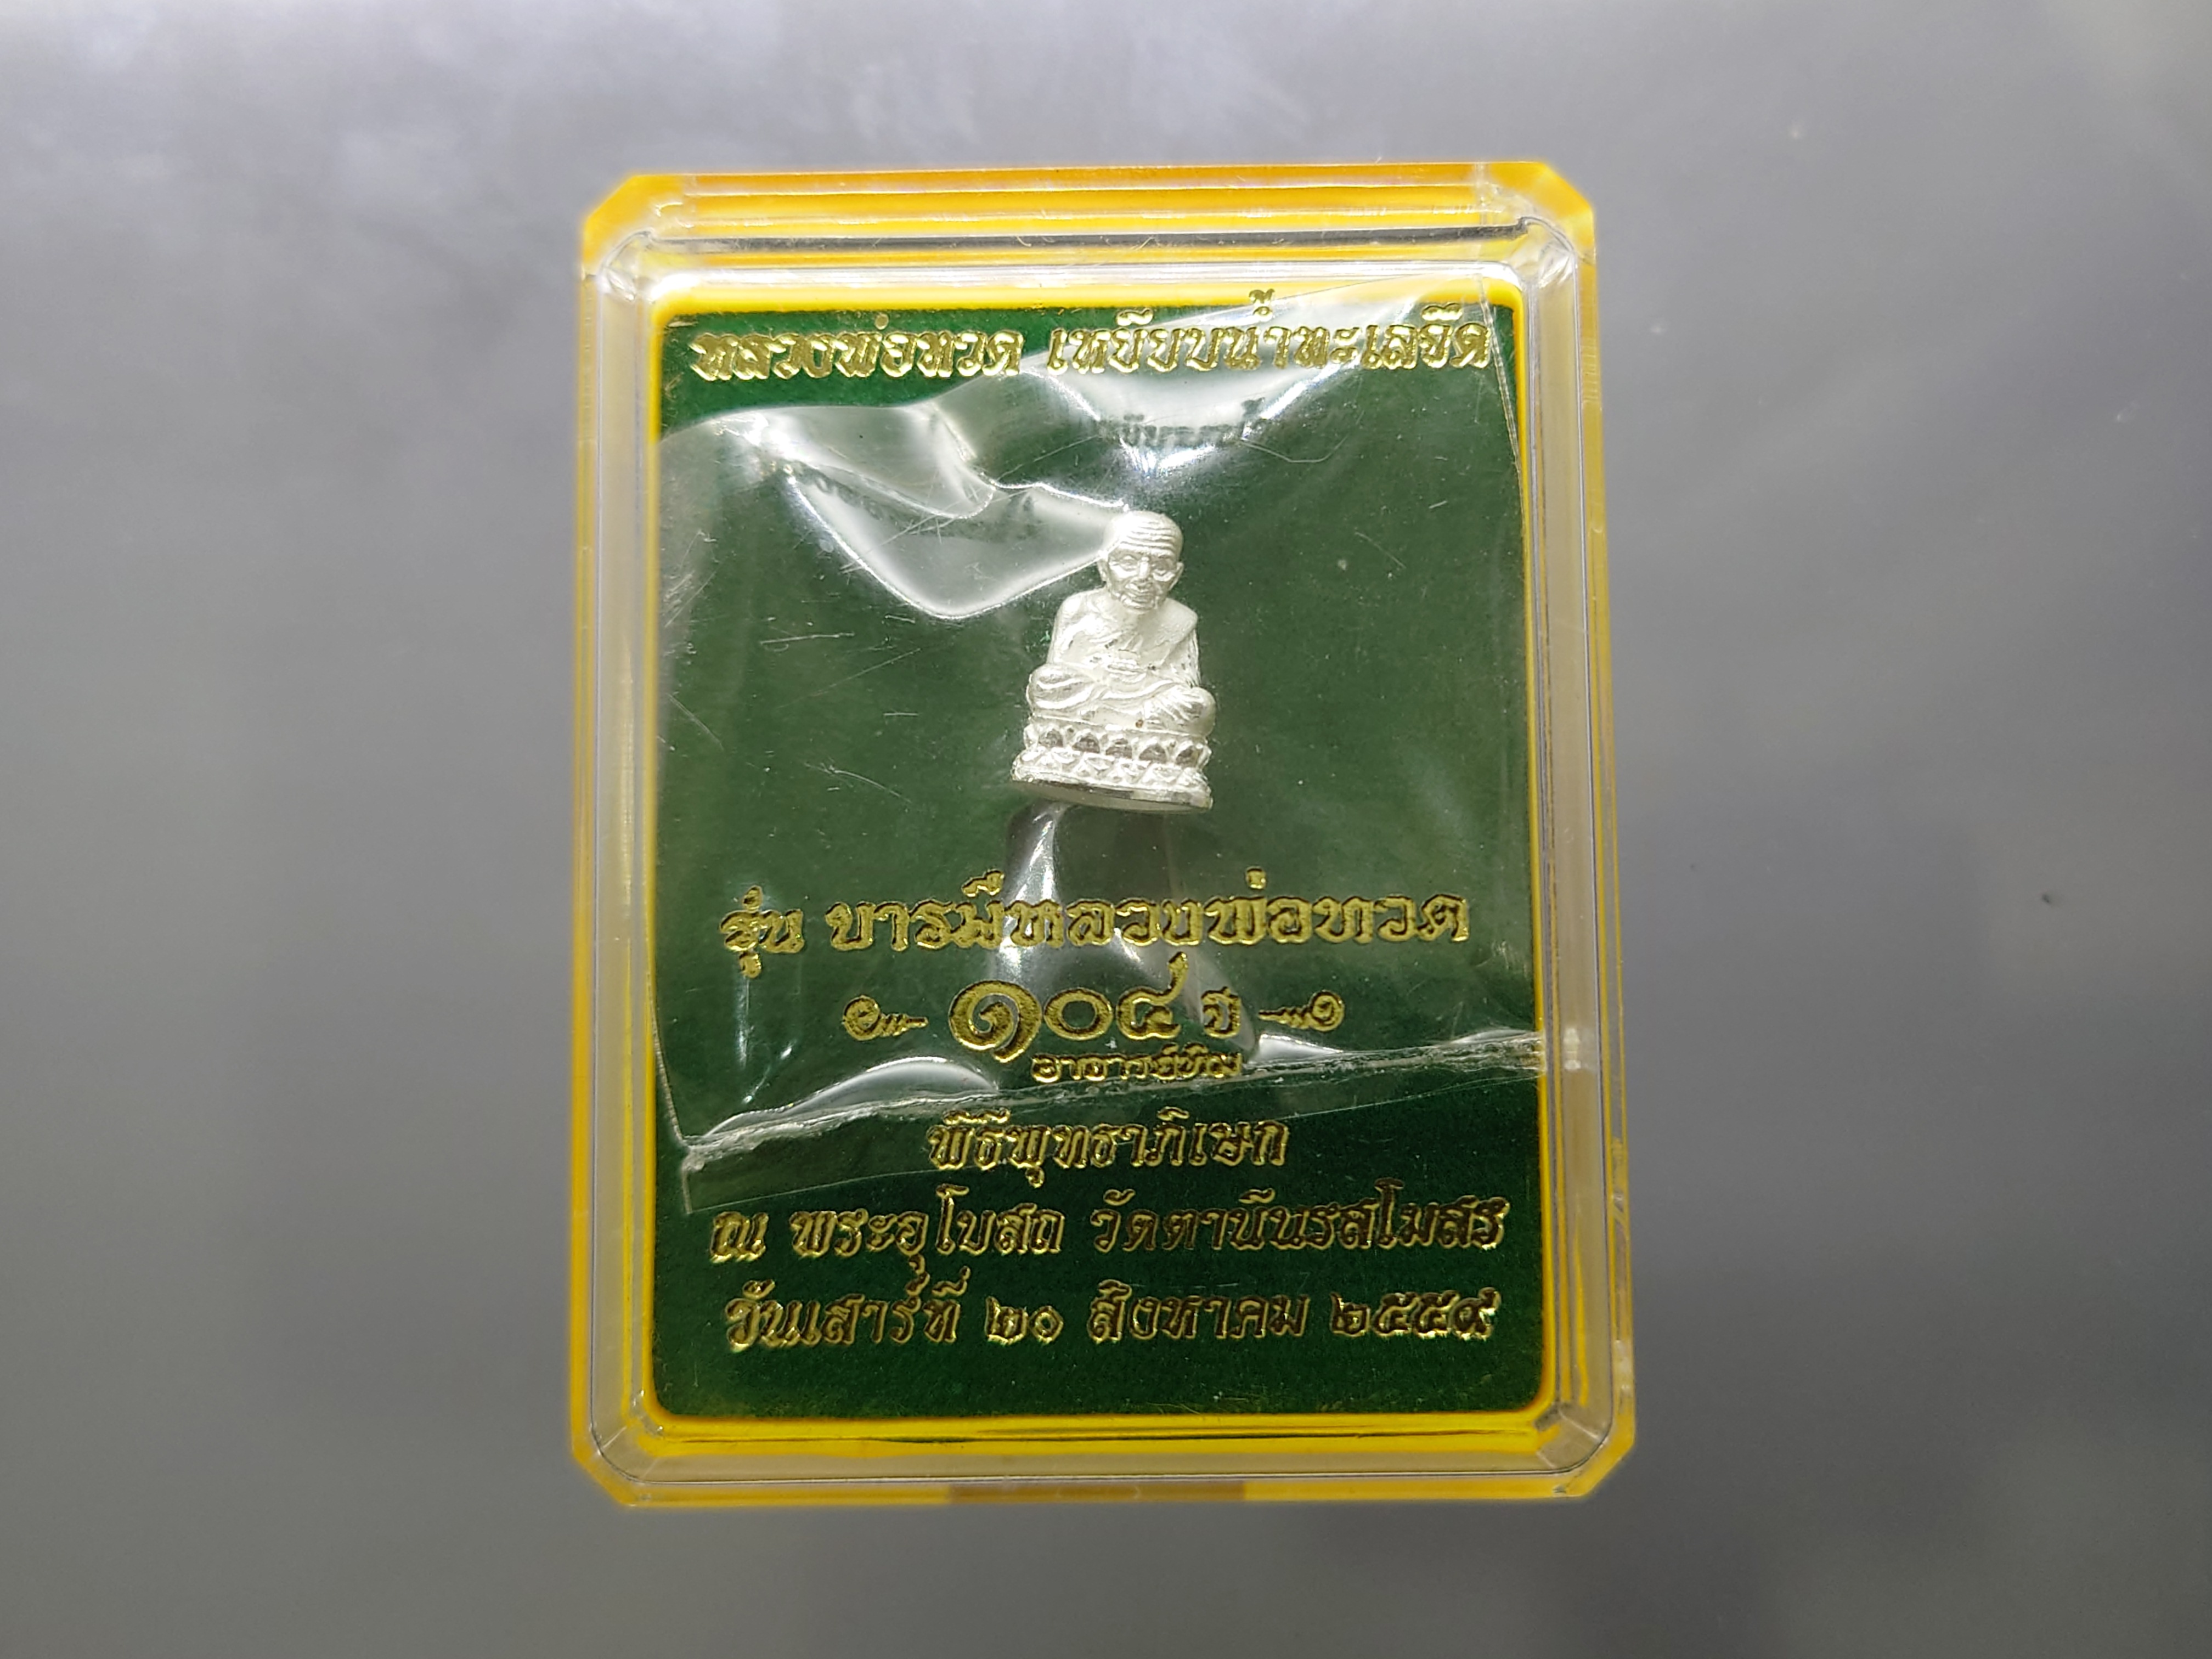 หลวงพ่อทวด เหยียบน้ำทะเลจืด
รุ่น บารมีหลวงพ่อทวด
๑๐๔ ปี
อาจารย์ทิม
พิธีพุทธาภิเษก
ณ พระอุโบสถ วัดตานีนรสโมสร
วันเสาร์ที่ ๒๐ สิงหาคม ๒๕๕๙